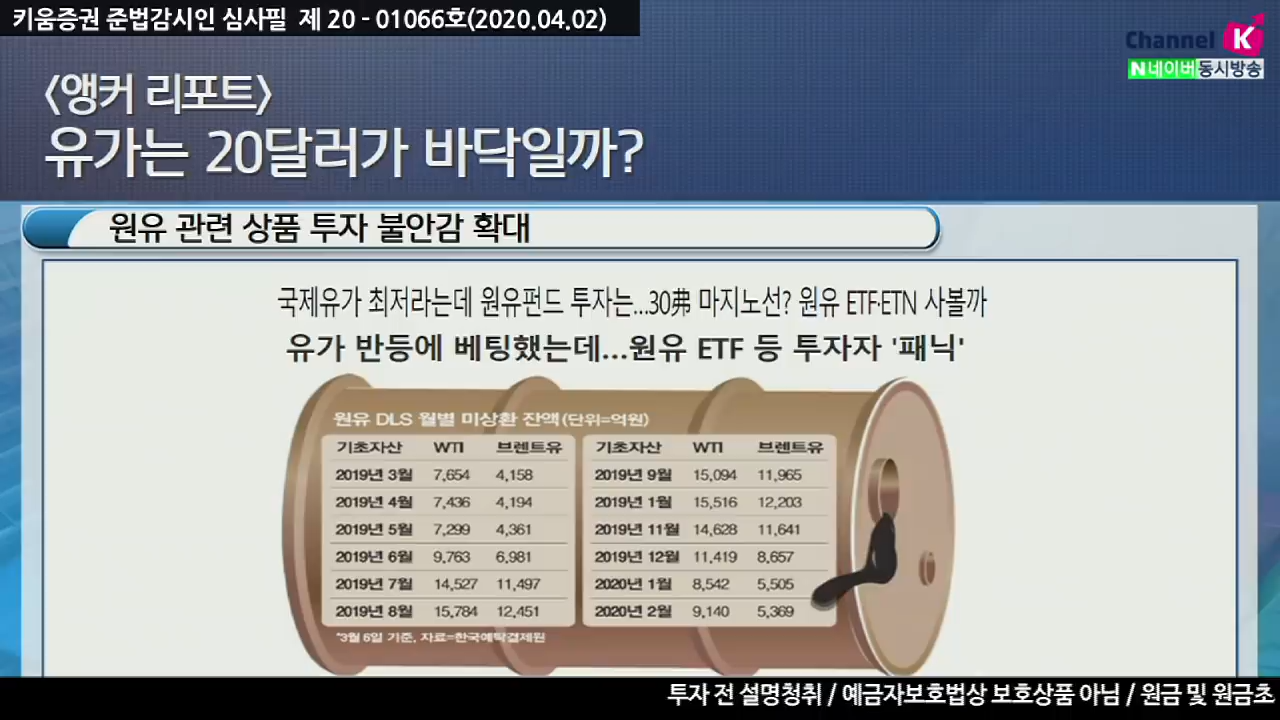 키움증권 준법감시인 심사필 제 20 - 01066호(2020.04.02)
Channel K
N 네이버 동시방송
<앵커 리포트>
유가는 20달러가 바닥일까?
원유 관련 상품 투자 불안감 확대
국제유가 최저라는데 원유펀드 투자는...30弗 마지노선? 원유 ETF·ETN 사볼까
유가 반등에 베팅했는데...원유 ETF 등 투자자 '패닉'
원유 DLS 월별 미상환 잔액(단위=억원)
기초자산 WTI 브렌트유
2019년 3월 7,654 4,158
2019년 4월 7,436 4,194
2019년 5월 7,299 4,361
2019년 6월 9,763 6,981
2019년 7월 14,527 11,497
2019년 8월 15,784 12,451
기초자산 WTI 브렌트유
2019년 9월 15,094 11,965
2019년 1월 15,516 12,203
2019년 11월 14,628 11,641
2019년 12월 11,419 8,657
2020년 1월 8,542 5,505
2020년 2월 9,140 5,369
*3월 6일 기준, 자료=한국예탁결제원
투자 전 설명청취 / 예금자보호법상 보호상품 아님 / 원금 및 원금초